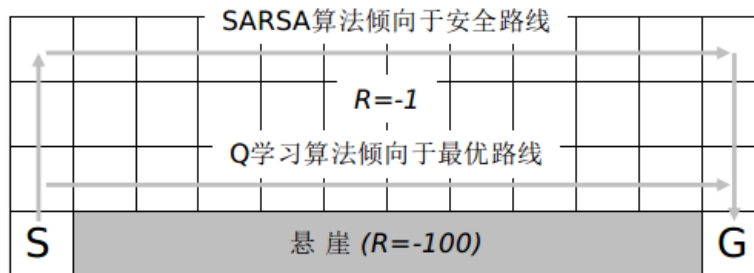 SARSA算法倾向于安全路线
R=-1
Q学习算法倾向于最优路线
S
悬 崖 (R=-100)
G